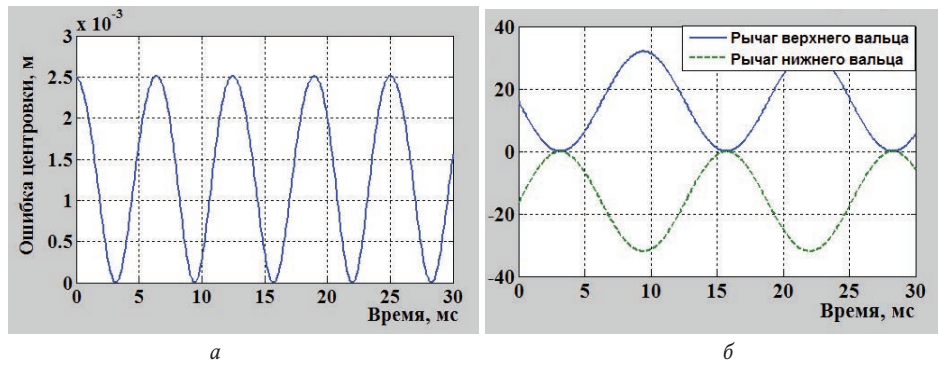 x 10⁻³
3
2.5
2
1.5
1
0.5
0
Ошибка центровки, м
0 5 10 15 20 25 30
Время, мс
а
40
20
0
-20
-40
Рычаг верхнего вальца
Рычаг нижнего вальца
0 5 10 15 20 25 30
Время, мс
б